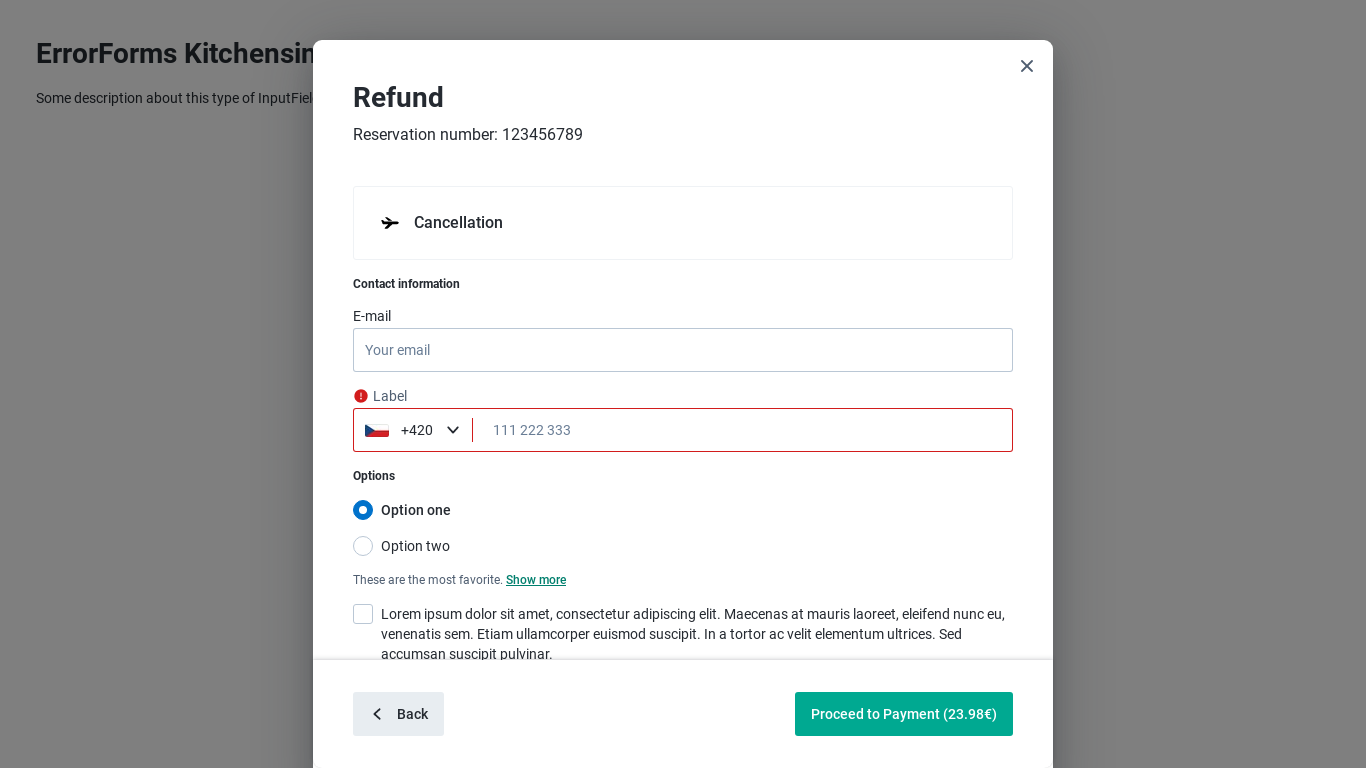 ErrorForms Kitchensin
Some description about this type of InputFiel
Refund
Reservation number: 123456789
Cancellation
Contact information
E-mail
Your email
Label
+420
111 222 333
Options
Option one
Option two
These are the most favorite. Show more
Lorem ipsum dolor sit amet, consectetur adipiscing elit. Maecenas at mauris laoreet, eleifend nunc eu,
venenatis sem. Etiam ullamcorper euismod suscipit. In a tortor ac velit elementum ultrices. Sed
accumsan suscipit pulvinar.
Back
Proceed to Payment (23.98€)